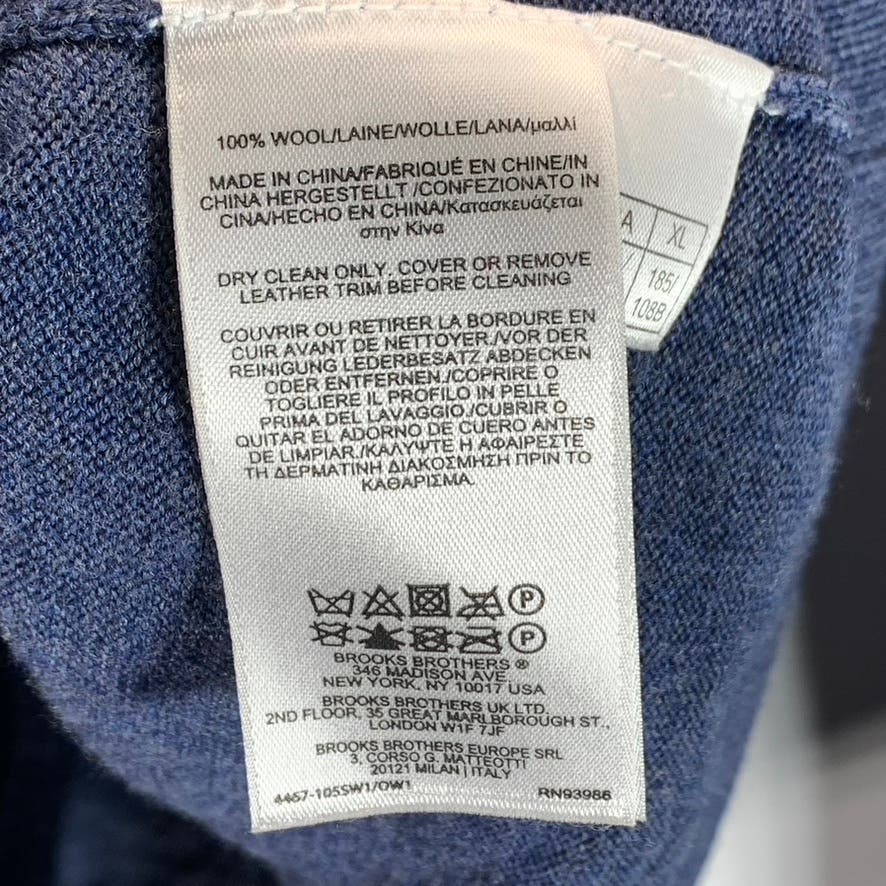 100% WOOL/LAINE/WOLLE/LANA/μαλλί
MADE IN CHINA/FABRIQUÉ EN CHINE/IN
CHINA HERGESTELLT /CONFEZIONATO IN
CINA/HECHO EN CHINA/Κατασκευάζεται
στην Κίνα
DRY CLEAN ONLY. COVER OR REMOVE
LEATHER TRIM BEFORE CLEANING
COUVRIR OU RETIRER LA BORDURE EN
CUIR AVANT DE NETTOYER./VOR DER
REINIGUNG LEDERBESATZ ABDECKEN
ODER ENTFERNEN./COPRIRE O
TOGLIERE IL PROFILO IN PELLE
PRIMA DEL LAVAGGIO./CUBRIR O
QUITAR EL ADORNO DE CUERO ANTES
DE LIMPIAR./ΚΑΛΥΨΤΕ Η ΑΦΑΙΡΕΣΤΕ
ΤΗ ΔΕΡΜΑΤΙΝΗ ΔΙΑΚΟΣΜΗΣΗ ΠΡΙΝ ΤΟ
ΚΑΘΑΡΙΣΜΑ.
P
P
BROOKS BROTHERS ®
346 MADISON AVE.
NEW YORK, NY 10017 USA
BROOKS BROTHERS UK LTD.
2ND FLOOR, 35 GREAT MARLBOROUGH ST.,
LONDON W1F 7JF
BROOKS BROTHERS EUROPE SRL
3, CORSO G. MATTEOTTI
20121 MILAN | ITALY
4457-105SW1/OW1 RN93986
A XL
185/
108B